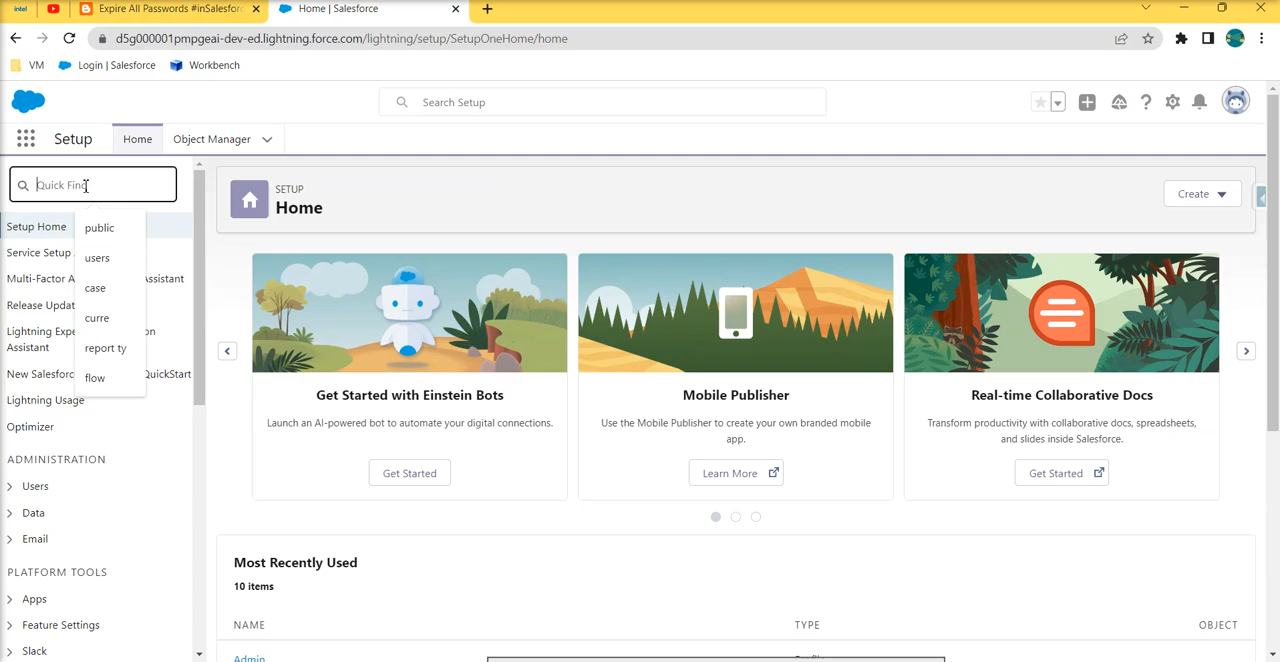 intel
Expire All Passwords #inSalesfor
Home | Salesforce
d5g000001pmpgeai-dev-ed.lightning.force.com/lightning/setup/SetupOneHome/home
VM
Login | Salesforce
Workbench
Search Setup
Setup
Home
Object Manager
Quick Find
public
users
case
curre
report ty
flow
Setup Home
Service Setup
Multi-Factor A
ssistant
Release Updat
Lightning Expe
on
Assistant
New Salesforc
QuickStart
Lightning Usage
Optimizer
ADMINISTRATION
Users
Data
Email
PLATFORM TOOLS
Apps
Feature Settings
Slack
SETUP
Home
Create
Get Started with Einstein Bots
Launch an AI-powered bot to automate your digital connections.
Get Started
Mobile Publisher
Use the Mobile Publisher to create your own branded mobile
app.
Learn More
Real-time Collaborative Docs
Transform productivity with collaborative docs, spreadsheets,
and slides inside Salesforce.
Get Started
Most Recently Used
10 items
NAME
TYPE
OBJECT
Admin